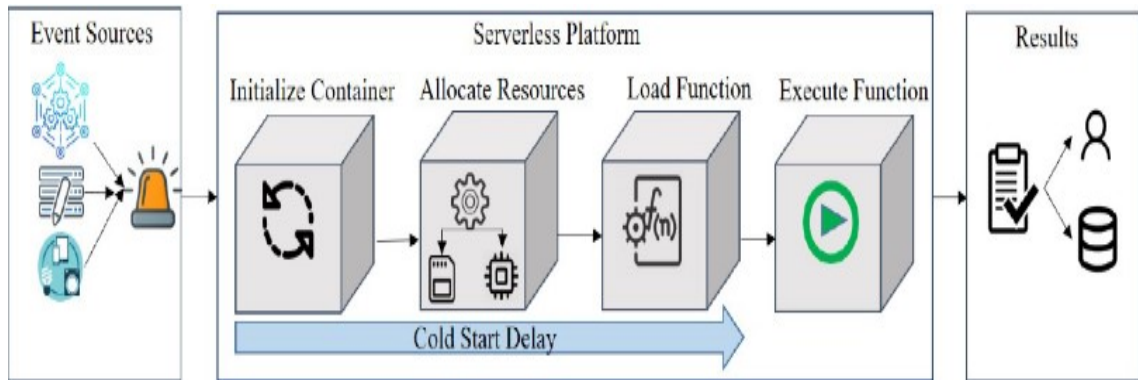 Event Sources
Serverless Platform
Results
Initialize Container
Allocate Resources
Load Function
Execute Function
f(n)
Cold Start Delay